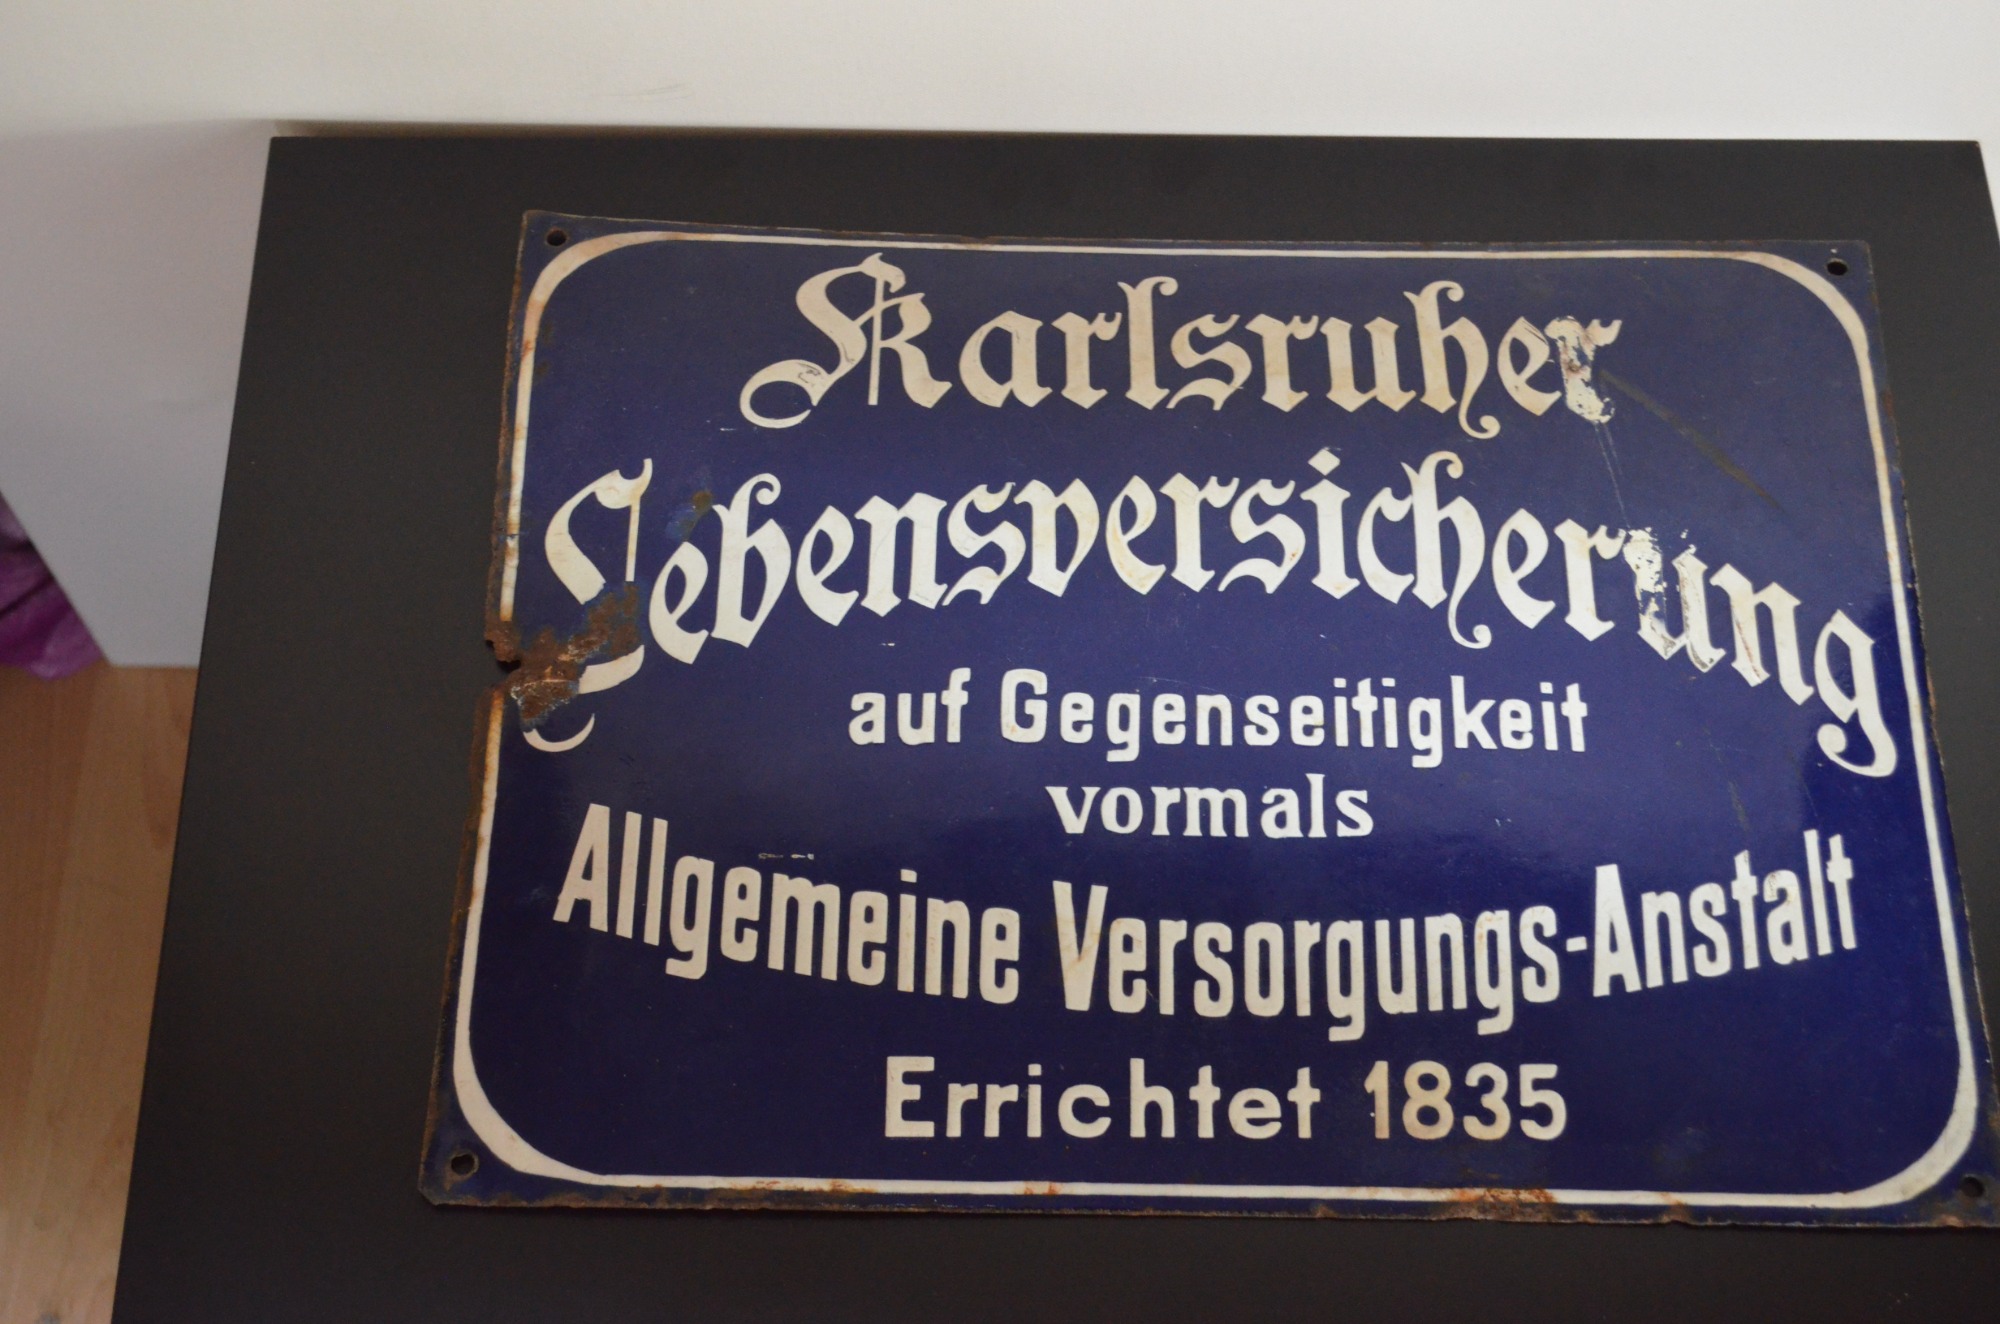 Karlsruher
Lebensversicherung
auf Gegenseitigkeit
vormals
Allgemeine Versorgungs-Anstalt
Errichtet 1835